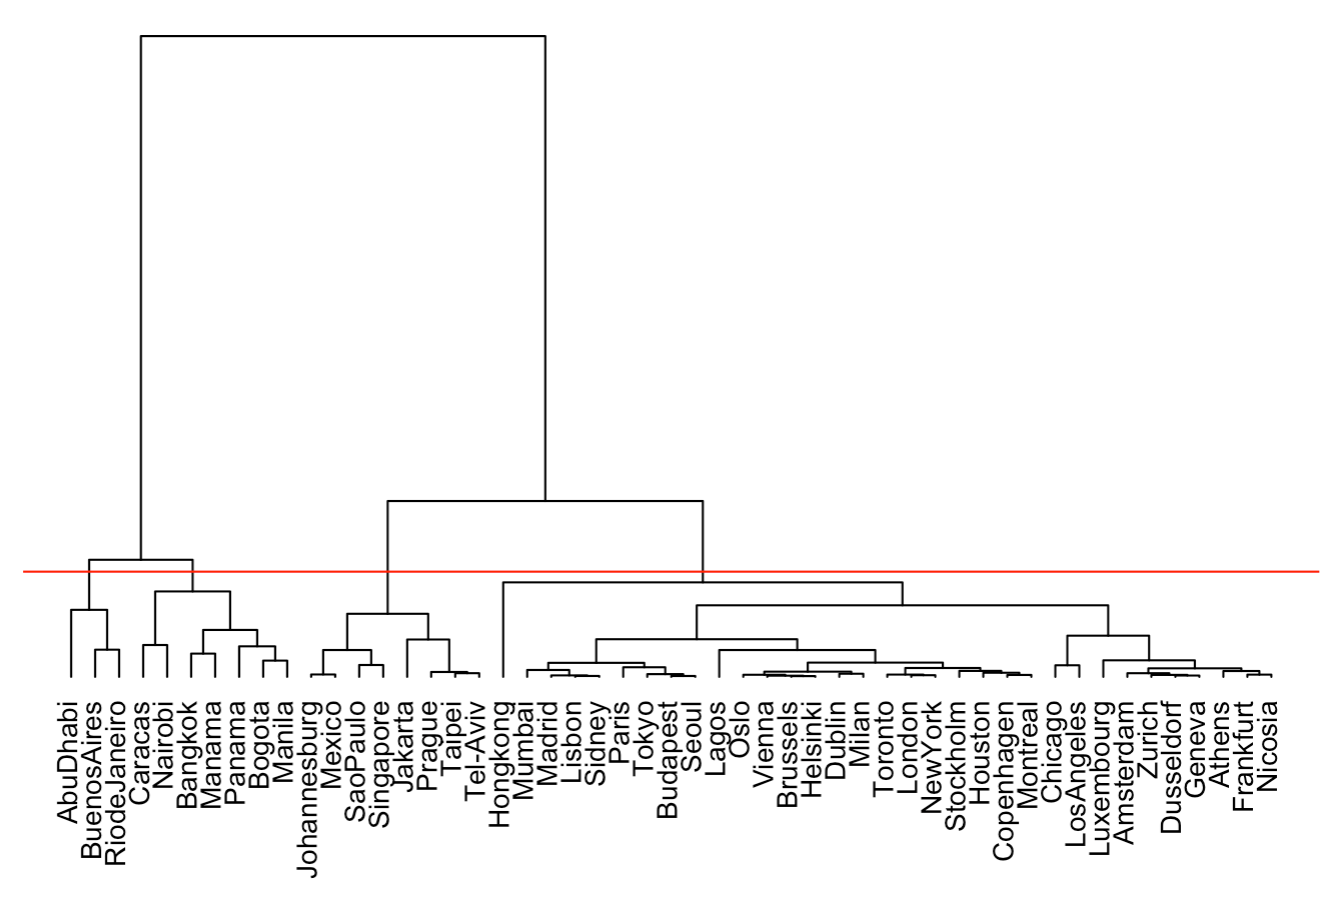 AbuDhabi
BuenosAires
RiodeJaneiro
Caracas
Nairobi
Bangkok
Manama
Panama
Bogota
Manila
Johannesburg
Mexico
SaoPaulo
Singapore
Jakarta
Prague
Taipei
Tel-Aviv
Hongkong
Mumbai
Madrid
Lisbon
Sidney
Paris
Tokyo
Budapest
Seoul
Lagos
Oslo
Vienna
Brussels
Helsinki
Dublin
Milan
Toronto
London
NewYork
Stockholm
Houston
Copenhagen
Montreal
Chicago
LosAngeles
Luxembourg
Amsterdam
Zurich
Dusseldorf
Geneva
Athens
Frankfurt
Nicosia